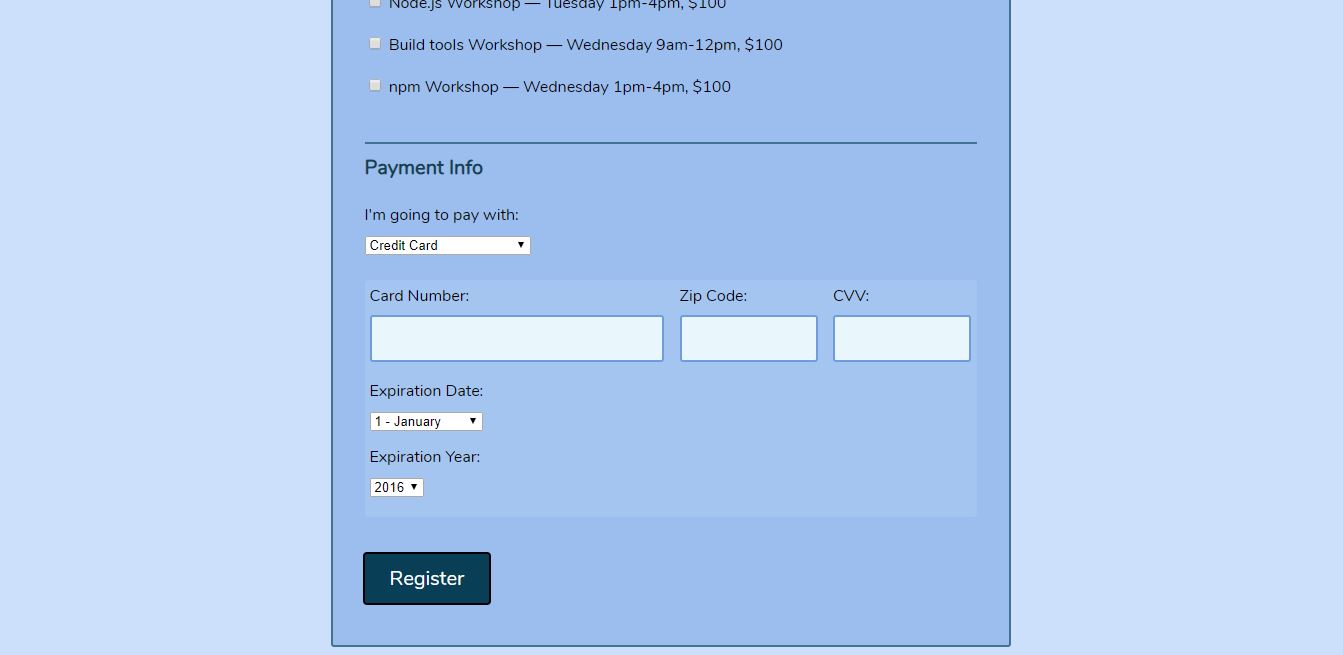 Node.js Workshop — Tuesday 1pm-4pm, $100
Build tools Workshop — Wednesday 9am-12pm, $100
npm Workshop — Wednesday 1pm-4pm, $100
Payment Info
I'm going to pay with:
Credit Card
Card Number: Zip Code: CVV:
Expiration Date:
1 - January
Expiration Year:
2016
Register